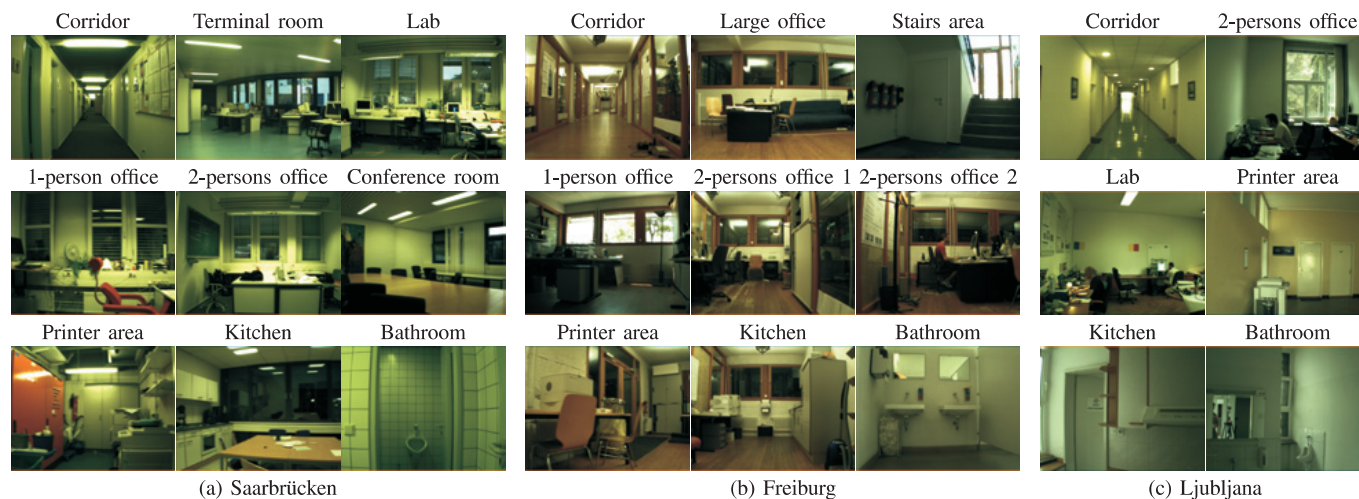 Corridor Terminal room Lab Corridor Large office Stairs area Corridor 2-persons office
1-person office 2-persons office Conference room 1-person office 2-persons office 1 2-persons office 2 Lab Printer area
Printer area Kitchen Bathroom Printer area Kitchen Bathroom Kitchen Bathroom
(a) Saarbrücken (b) Freiburg (c) Ljubljana